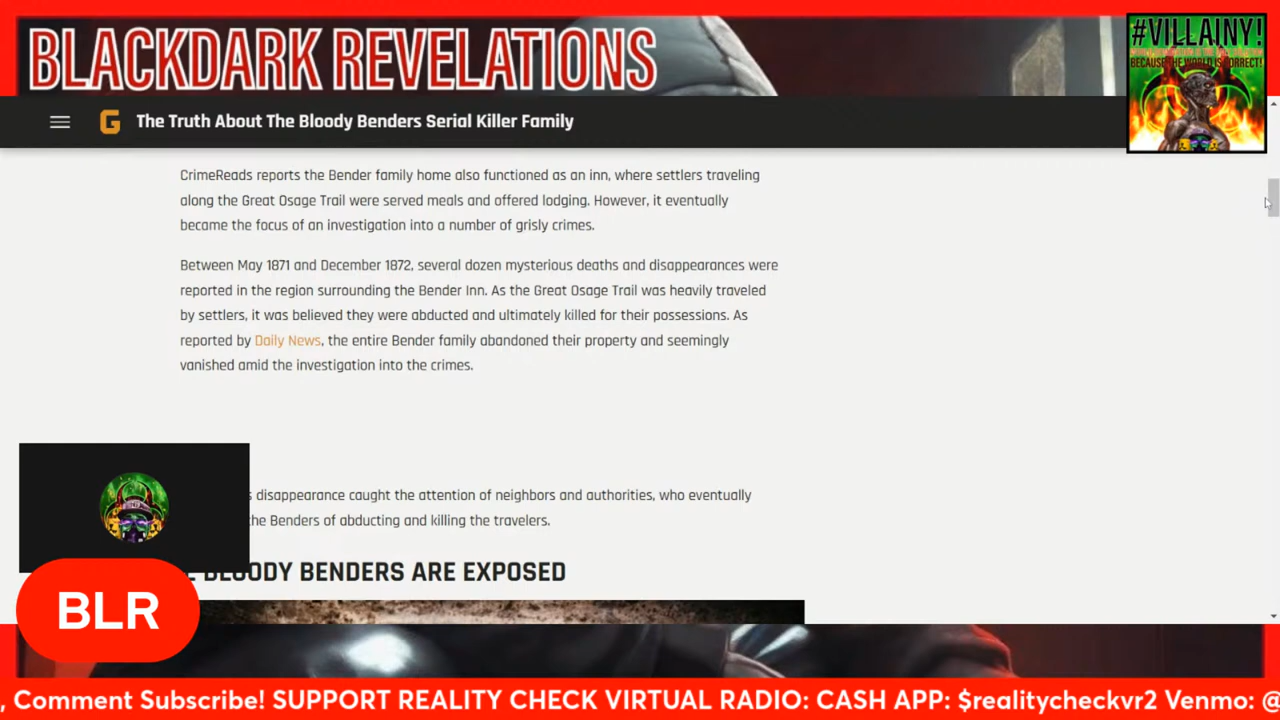 BLACKDARK REVELATIONS
#VILLAINY!
BECAUSE THE WORLD IS CORRECT!
G
The Truth About The Bloody Benders Serial Killer Family
CrimeReads reports the Bender family home also functioned as an inn, where settlers traveling
along the Great Osage Trail were served meals and offered lodging. However, it eventually
became the focus of an investigation into a number of grisly crimes.
Between May 1871 and December 1872, several dozen mysterious deaths and disappearances were
reported in the region surrounding the Bender Inn. As the Great Osage Trail was heavily traveled
by settlers, it was believed they were abducted and ultimately killed for their possessions. As
reported by Daily News, the entire Bender family abandoned their property and seemingly
vanished amid the investigation into the crimes.
disappearance caught the attention of neighbors and authorities, who eventually
the Benders of abducting and killing the travelers.
BLOODY BENDERS ARE EXPOSED
BLR
, Comment Subscribe! SUPPORT REALITY CHECK VIRTUAL RADIO: CASH APP: $realitycheckvr2 Venmo: @